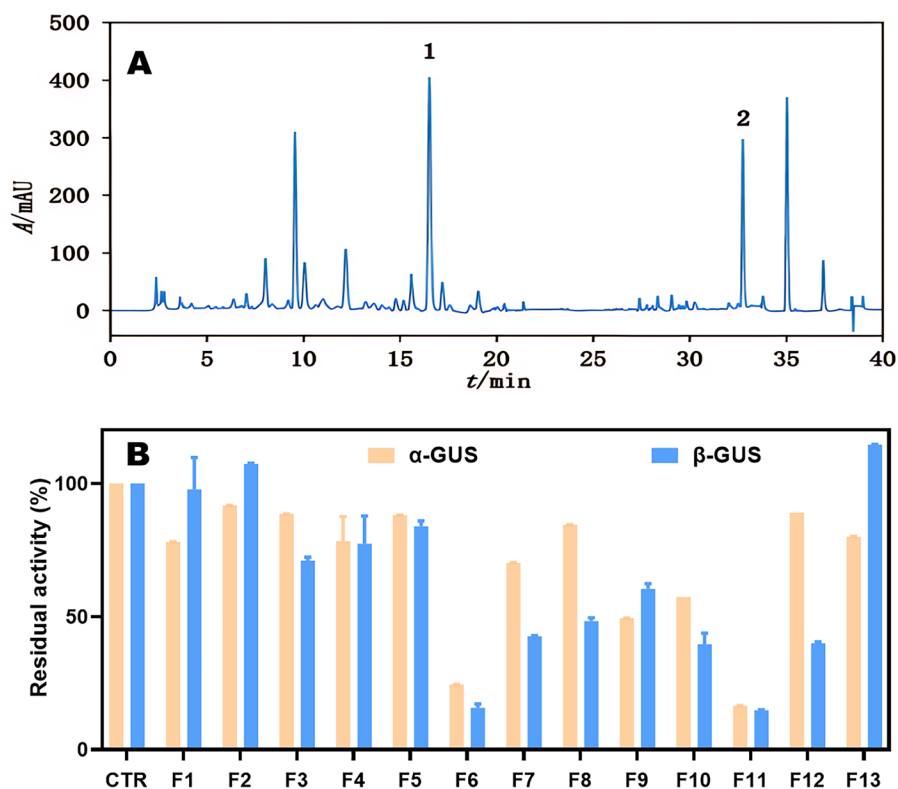 500
A
1
400
2
300
A/mAU
200
100
0
0 5 10 15 20 25 30 35 40
t/min
B
α-GUS β-GUS
100
Residual activity (%)
50
0
CTR F1 F2 F3 F4 F5 F6 F7 F8 F9 F10 F11 F12 F13